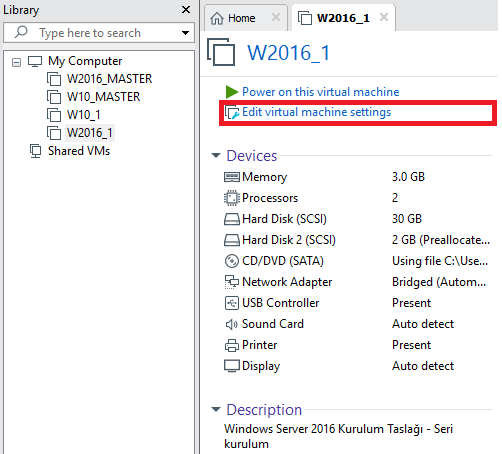 Library
Type here to search
My Computer
W2016_MASTER
W10_MASTER
W10_1
W2016_1
Shared VMs
Home
W2016_1
W2016_1
Power on this virtual machine
Edit virtual machine settings
Devices
Memory 3.0 GB
Processors 2
Hard Disk (SCSI) 30 GB
Hard Disk 2 (SCSI) 2 GB (Preallocate...
CD/DVD (SATA) Using file C:\Use...
Network Adapter Bridged (Autom...
USB Controller Present
Sound Card Auto detect
Printer Present
Display Auto detect
Description
Windows Server 2016 Kurulum Taslağı - Seri
kurulum